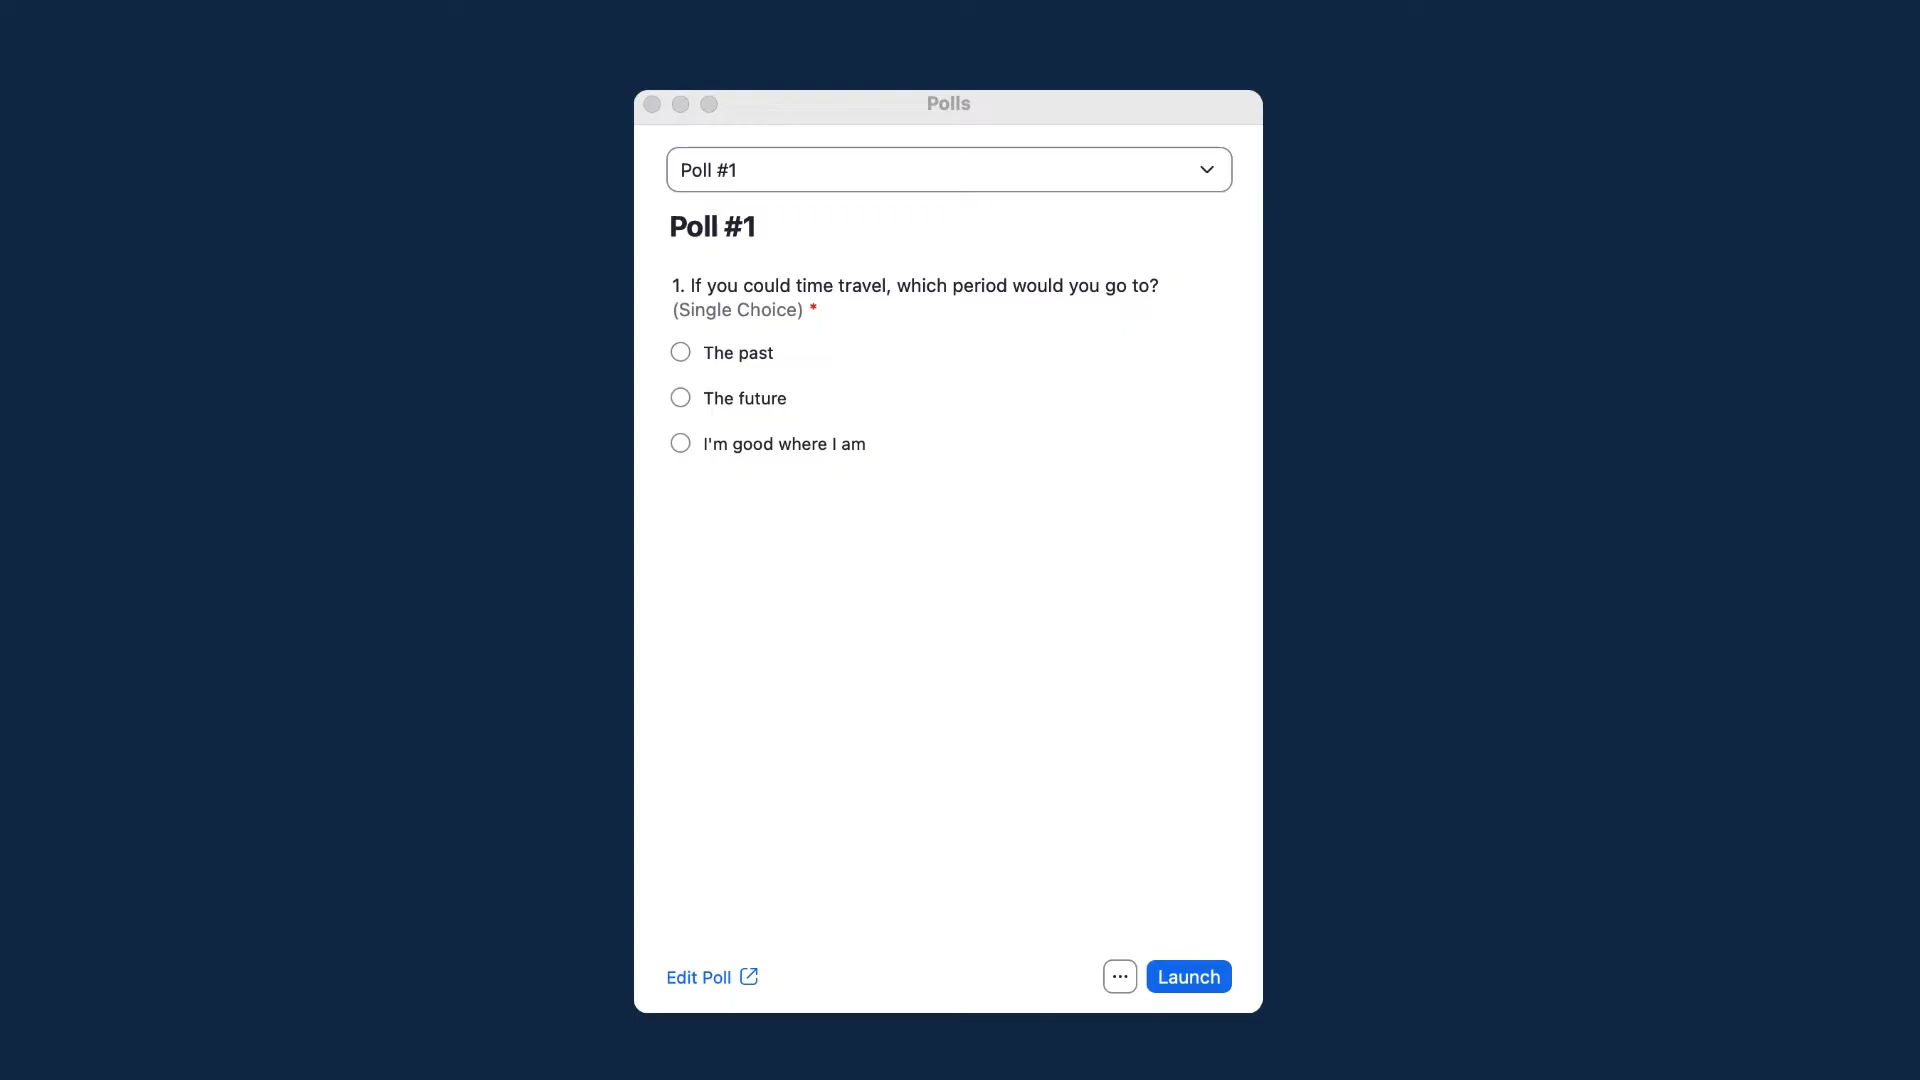 Polls
Poll #1
Poll #1
1. If you could time travel, which period would you go to?
(Single Choice) *
The past
The future
I'm good where I am
Edit Poll
Launch